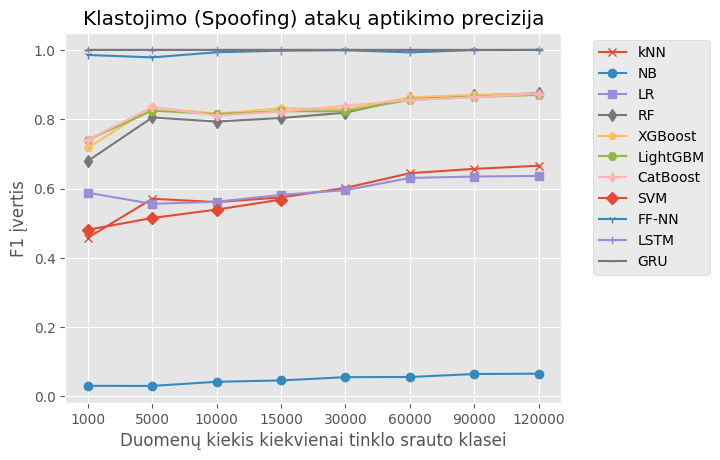 Klastojimo (Spoofing) atakų aptikimo precizija
1.0
0.8
0.6
0.4
0.2
0.0
F1 įvertis
1000 5000 10000 15000 30000 60000 90000 120000
Duomenų kiekis kiekvienai tinklo srauto klasei
kNN
NB
LR
RF
XGBoost
LightGBM
CatBoost
SVM
FF-NN
LSTM
GRU